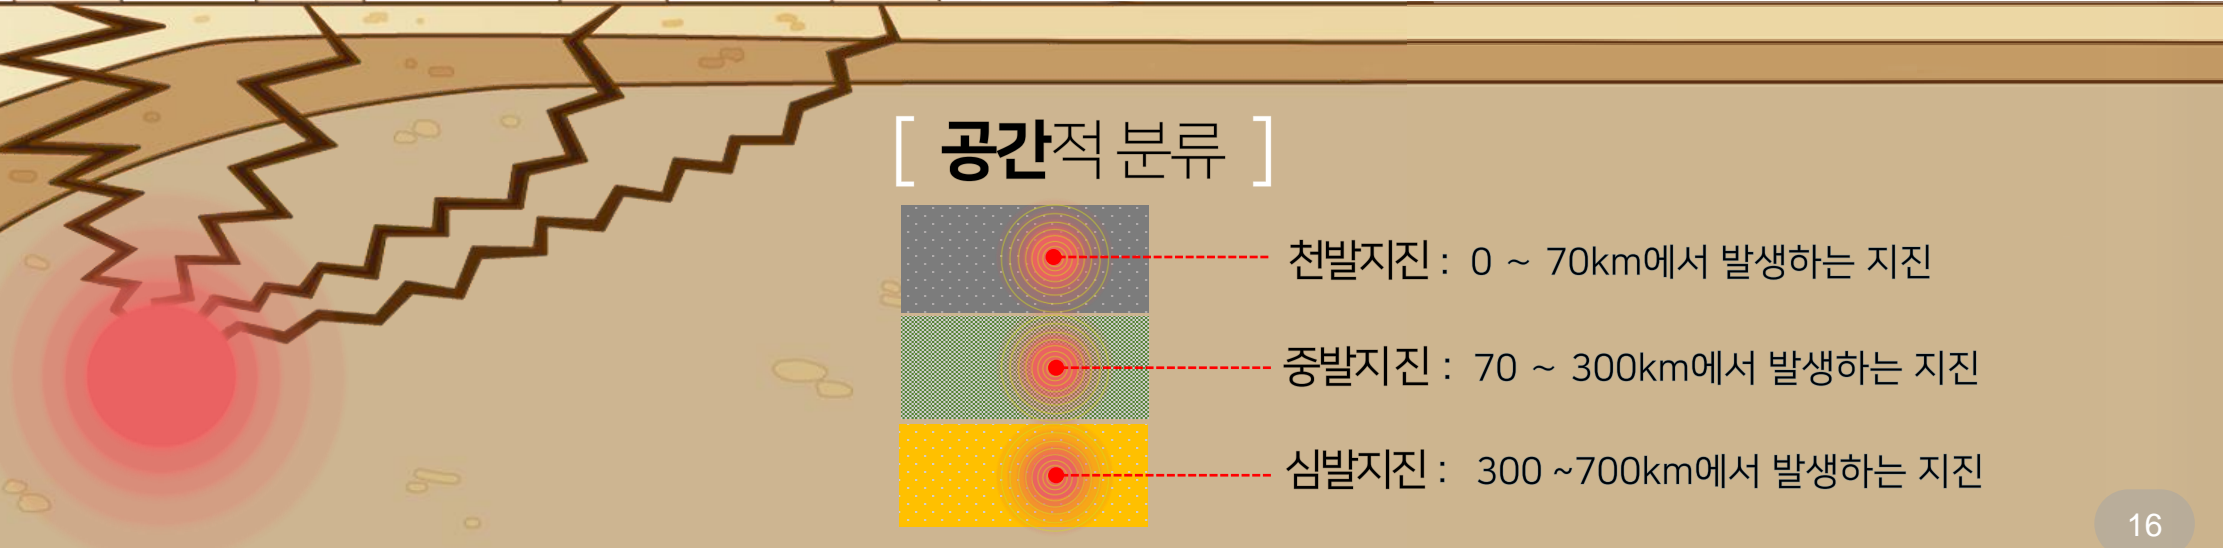 [ 공간적 분류 ]
천발지진 : 0 ~ 70km에서 발생하는 지진
중발지진 : 70 ~ 300km에서 발생하는 지진
심발지진 : 300 ~700km에서 발생하는 지진
16